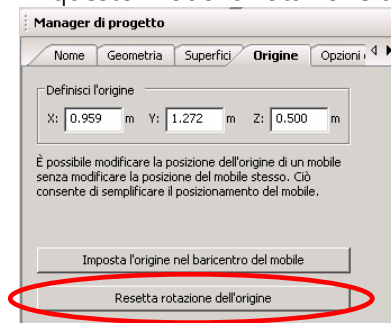 Manager di progetto
Nome Geometria Superfici Origine Opzioni
Definisci l'origine
X: 0.959 m Y: 1.272 m Z: 0.500 m
È possibile modificare la posizione dell'origine di un mobile
senza modificare la posizione del mobile stesso. Ciò
consente di semplificare il posizionamento del mobile.
Imposta l'origine nel baricentro del mobile
Resetta rotazione dell'origine